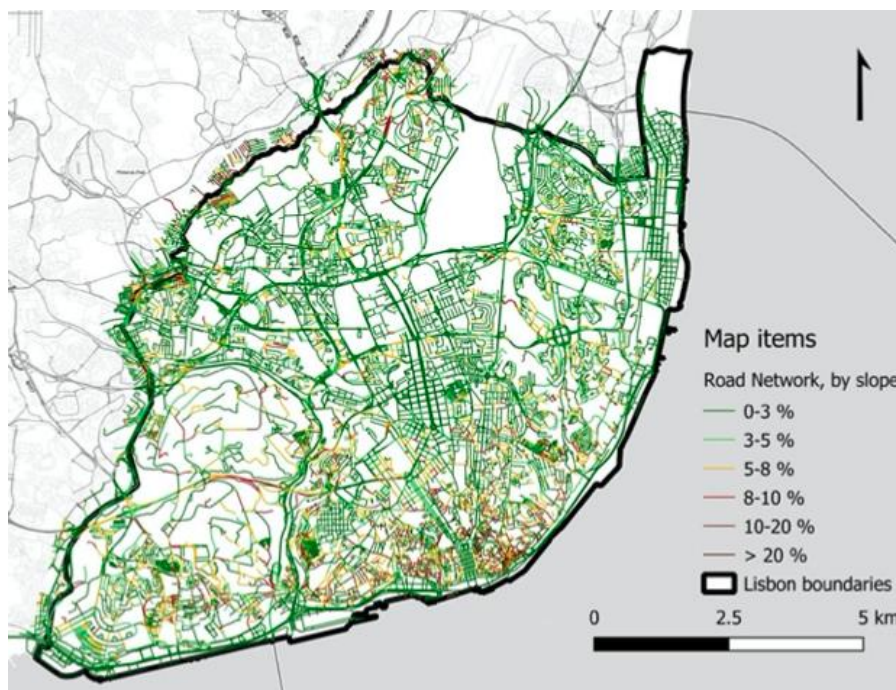 Map items
Road Network, by slope
0-3 %
3-5 %
5-8 %
8-10 %
10-20 %
> 20 %
Lisbon boundaries
0 2.5 5 km